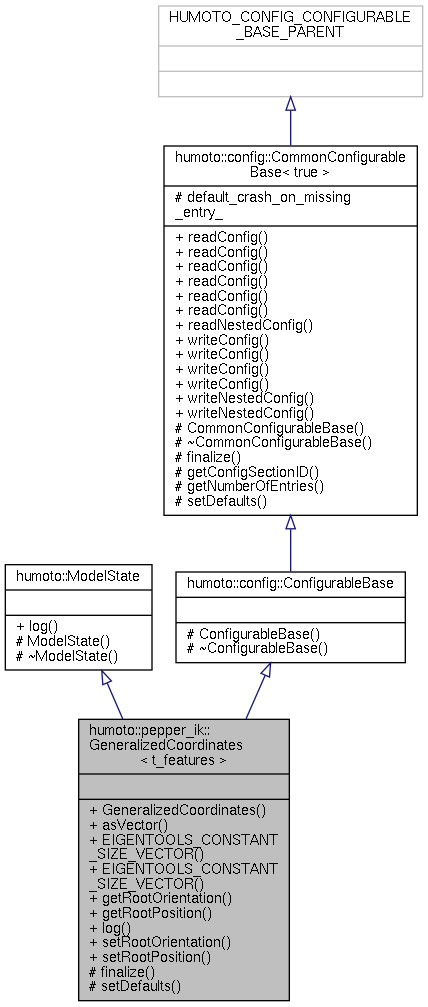 HUMOTO_CONFIG_CONFIGURABLE
_BASE_PARENT
humoto::config::CommonConfigurable
Base< true >
# default_crash_on_missing
_entry_
+ readConfig()
+ readConfig()
+ readConfig()
+ readConfig()
+ readConfig()
+ readConfig()
+ readNestedConfig()
+ writeConfig()
+ writeConfig()
+ writeConfig()
+ writeConfig()
+ writeNestedConfig()
+ writeNestedConfig()
# CommonConfigurableBase()
# ~CommonConfigurableBase()
# finalize()
# getConfigSectionID()
# getNumberOfEntries()
# setDefaults()
humoto::ModelState
+ log()
# ModelState()
# ~ModelState()
humoto::config::ConfigurableBase
# ConfigurableBase()
# ~ConfigurableBase()
humoto::pepper_ik::
GeneralizedCoordinates
< t_features >
+ GeneralizedCoordinates()
+ asVector()
+ EIGENTOOLS_CONSTANT
_SIZE_VECTOR()
+ EIGENTOOLS_CONSTANT
_SIZE_VECTOR()
+ getRootOrientation()
+ getRootPosition()
+ log()
+ setRootOrientation()
+ setRootPosition()
# finalize()
# setDefaults()